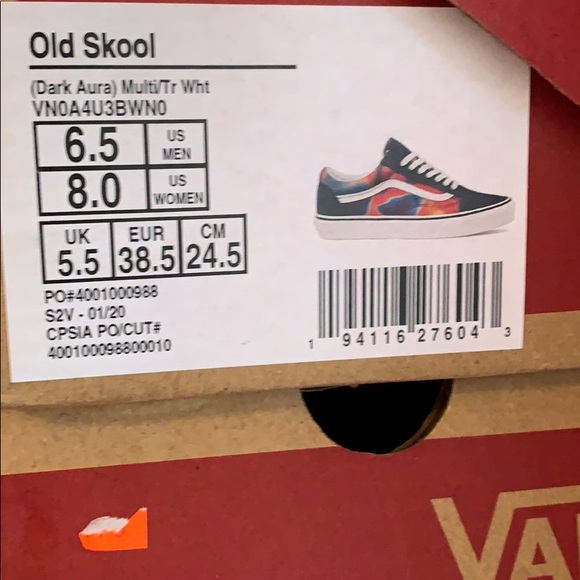 Old Skool
(Dark Aura) Multi/Tr Wht
VN0A4U3BWN0
6.5 US MEN
8.0 US WOMEN
UK EUR CM
5.5 38.5 24.5
PO#4001000988
S2V - 01/20
CPSIA PO/CUT#
400100098800010
1 94116 27604 3
VA